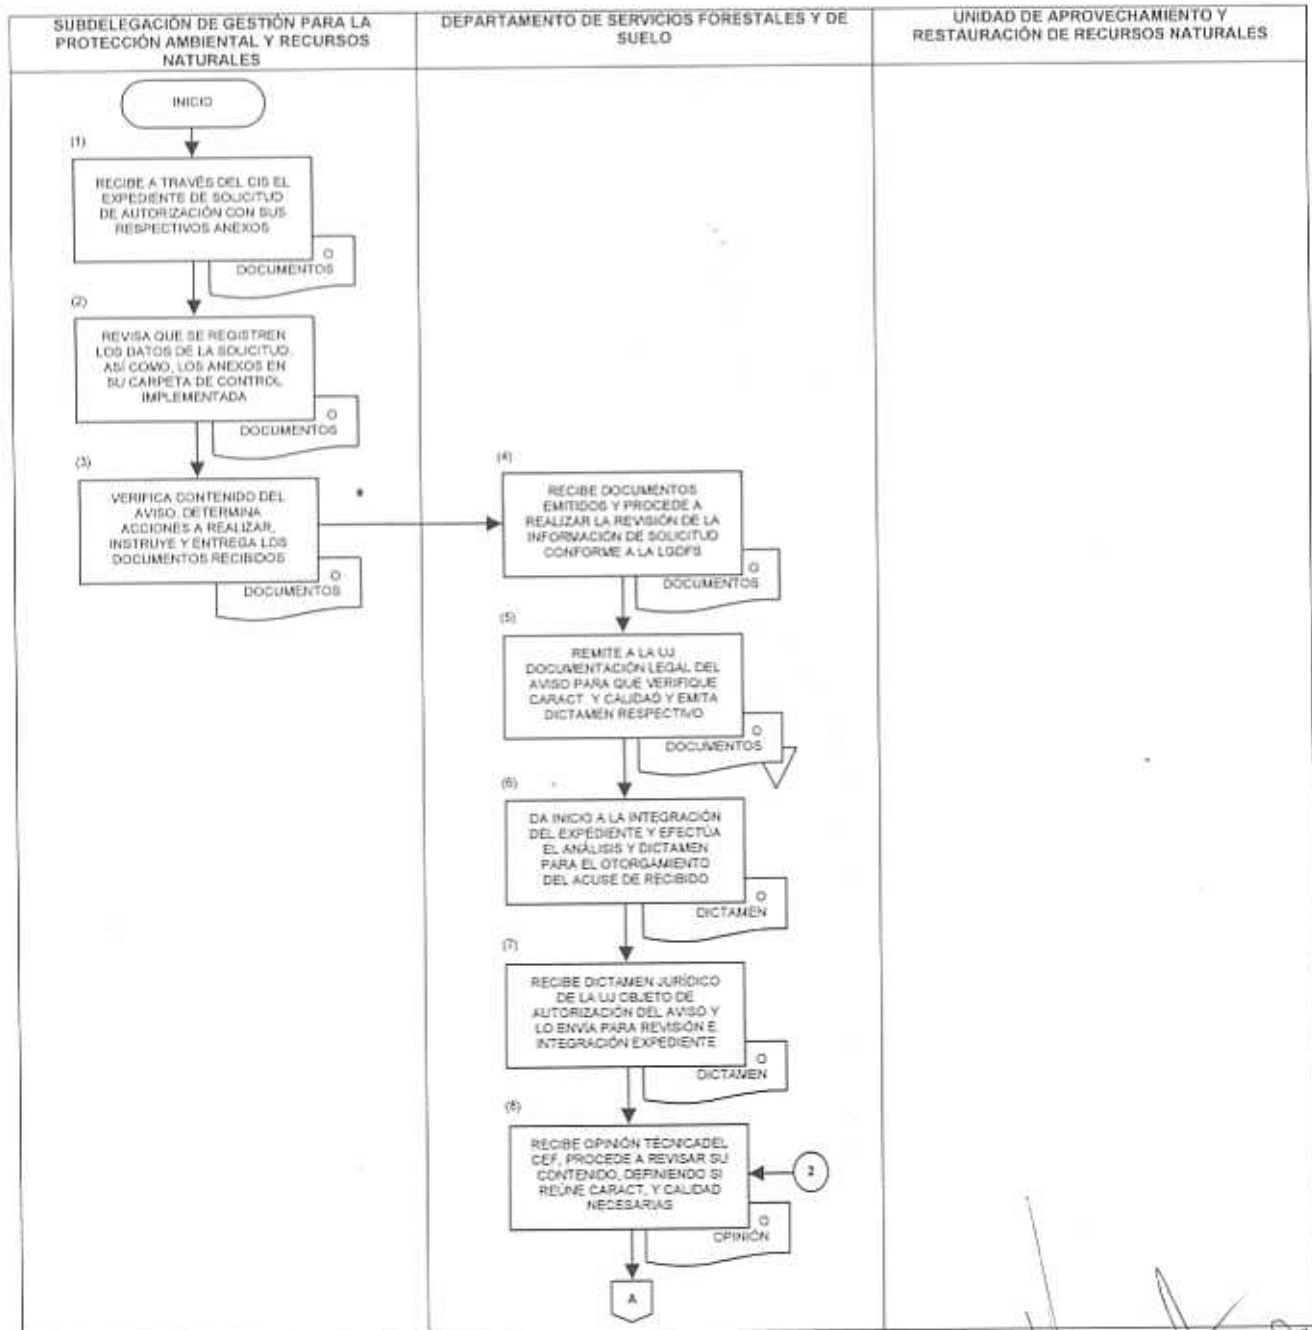 SUBDELEGACIÓN DE GESTIÓN PARA LA
PROTECCIÓN AMBIENTAL Y RECURSOS
NATURALES
DEPARTAMENTO DE SERVICIOS FORESTALES Y DE
SUELO
UNIDAD DE APROVECHAMIENTO Y
RESTAURACIÓN DE RECURSOS NATURALES
INICIO
(1)
RECIBE A TRAVÉS DEL CIS EL
EXPEDIENTE DE SOLICITUD
DE AUTORIZACIÓN CON SUS
RESPECTIVOS ANEXOS
O
DOCUMENTOS
(2)
REVISA QUE SE REGISTREN
LOS DATOS DE LA SOLICITUD,
ASÍ COMO, LOS ANEXOS EN
SU CARPETA DE CONTROL
IMPLEMENTADA
O
DOCUMENTOS
(3)
VERIFICA CONTENIDO DEL
AVISO, DETERMINA
ACCIONES A REALIZAR,
INSTRUYE Y ENTREGA LOS
DOCUMENTOS RECIBIDOS
O
DOCUMENTOS
(4)
RECIBE DOCUMENTOS
EMITIDOS Y PROCEDE A
REALIZAR LA REVISIÓN DE LA
INFORMACIÓN DE SOLICITUD
CONFORME A LA LGDFS
O
DOCUMENTOS
(5)
REMITE A LA UJ
DOCUMENTACIÓN LEGAL DEL
AVISO PARA QUE VERIFIQUE
CARACT. Y CALIDAD Y EMITA
DICTAMEN RESPECTIVO
O
DOCUMENTOS
(6)
DA INICIO A LA INTEGRACIÓN
DEL EXPEDIENTE Y EFECTÚA
EL ANÁLISIS Y DICTAMEN
PARA EL OTORGAMIENTO
DEL ACUSE DE RECIBIDO
O
DICTAMEN
(7)
RECIBE DICTAMEN JURÍDICO
DE LA UJ OBJETO DE
AUTORIZACIÓN DEL AVISO Y
LO ENVÍA PARA REVISIÓN E
INTEGRACIÓN EXPEDIENTE
O
DICTAMEN
(8)
RECIBE OPINIÓN TÉCNICADEL
CEF, PROCEDE A REVISAR SU
CONTENIDO, DEFINIENDO SI
REÚNE CARACT, Y CALIDAD
NECESARIAS
2
O
OPINIÓN
A